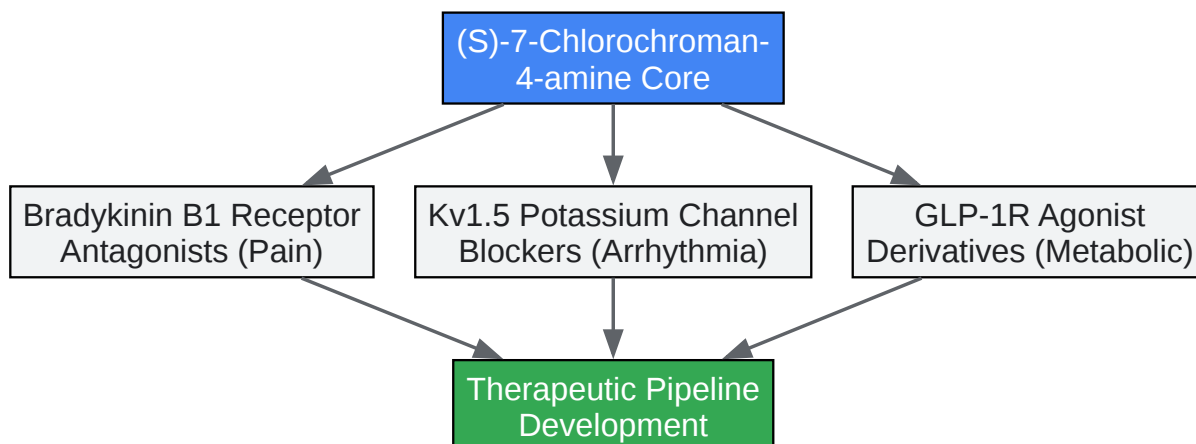 (S)-7-Chlorochroman-
4-amine Core
Bradykinin B1 Receptor
Antagonists (Pain)
Kv1.5 Potassium Channel
Blockers (Arrhythmia)
GLP-1R Agonist
Derivatives (Metabolic)
Therapeutic Pipeline
Development